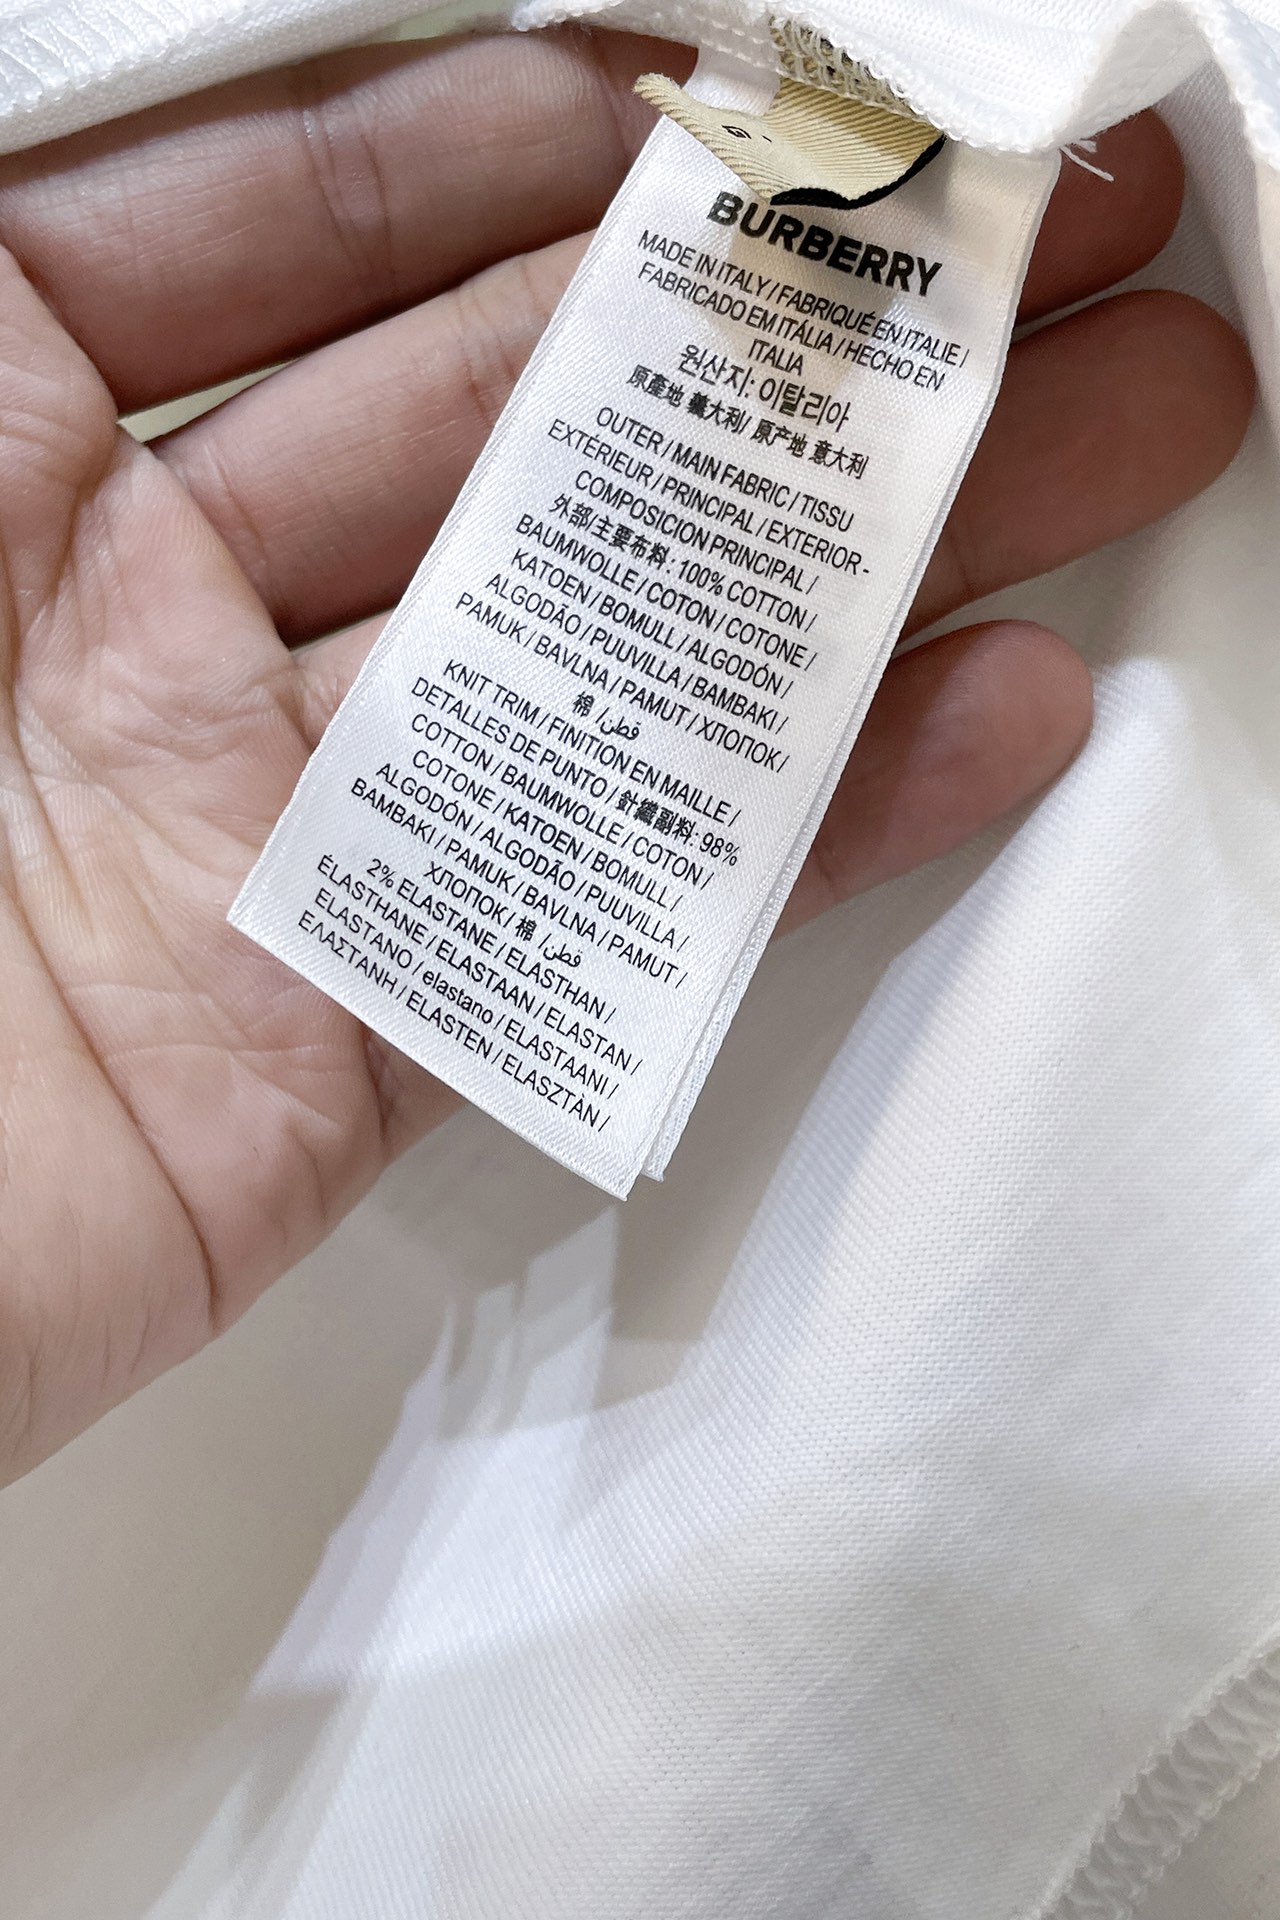 BURBERRY
MADE IN ITALY / FABRIQUÉ EN ITALIE /
FABRICADO EM ITÁLIA / HECHO EN
ITALIA
원산지: 이탈리아
原產地 義大利/ 原产地 意大利
OUTER / MAIN FABRIC / TISSU
EXTÉRIEUR / PRINCIPAL / EXTERIOR -
COMPOSICION PRINCIPAL /
外部/主要布料: 100% COTTON /
BAUMWOLLE / COTON / COTONE /
KATOEN / BOMULL / ALGODÓN /
ALGODÃO / PUUVILLA / BAMBAKI /
PAMUK / BAVLNA / PAMUT / ХЛОПОК /
棉 /قطن
KNIT TRIM / FINITION EN MAILLE /
DETALLES DE PUNTO / 針織副料: 98%
COTTON / BAUMWOLLE / COTON /
COTONE / KATOEN / BOMULL /
ALGODÓN / ALGODÃO / PUUVILLA /
BAMBAKI / PAMUK / BAVLNA / PAMUT /
ХЛОПОК/ 棉 /قطن
2% ELASTANE / ELASTHAN /
ÉLASTHANE / ELASTAAN / ELASTAN /
ELASTANO / elastano / ELASTAANI /
ΕΛΑΣΤΑΝΗ / ELASTEN / ELASZTÁN /